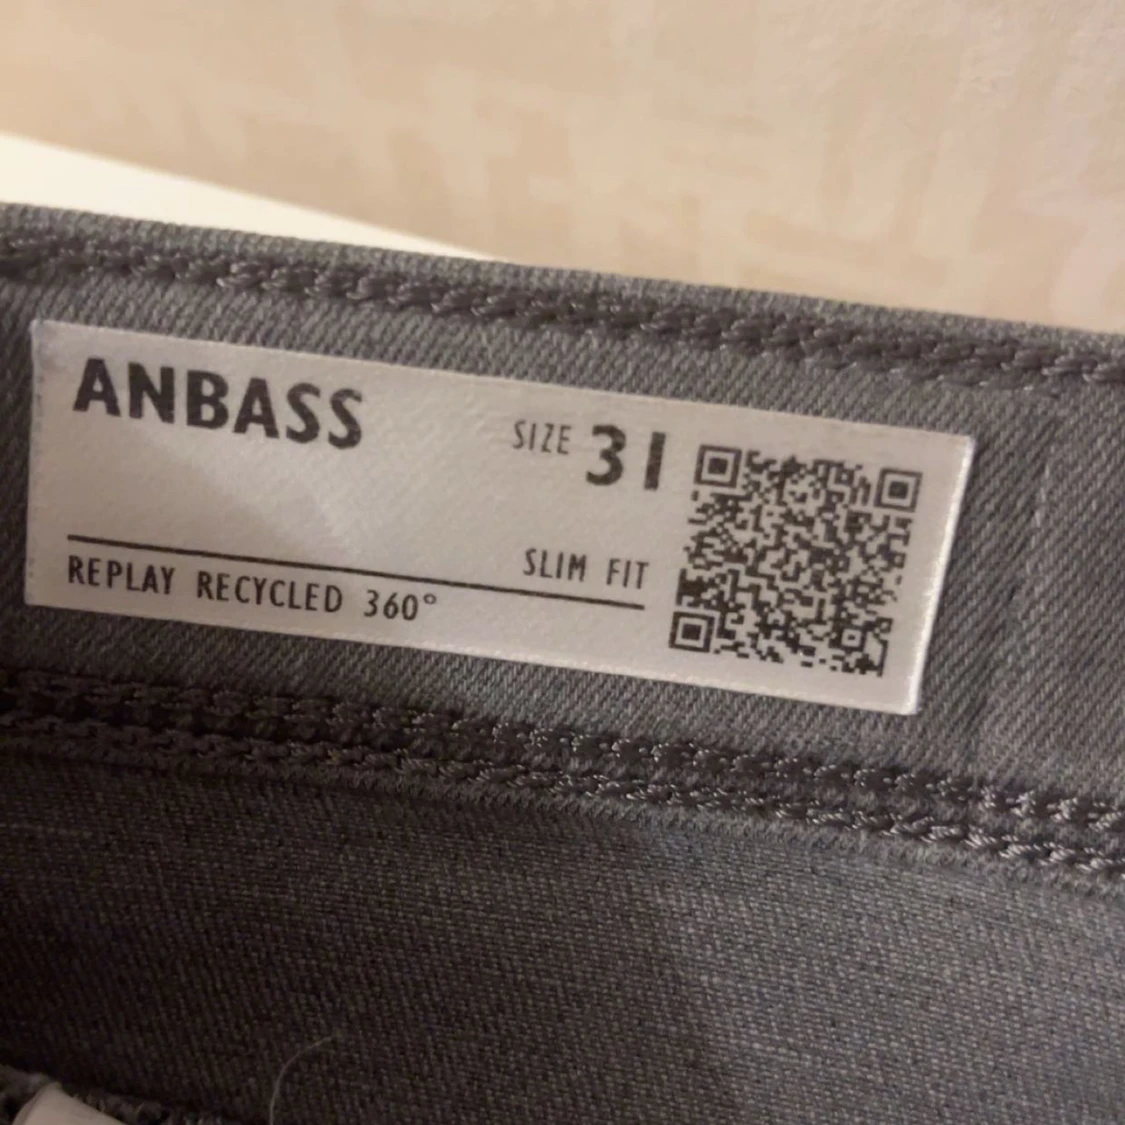 ANBASS
SIZE 31
SLIM FIT
REPLAY RECYCLED 360°